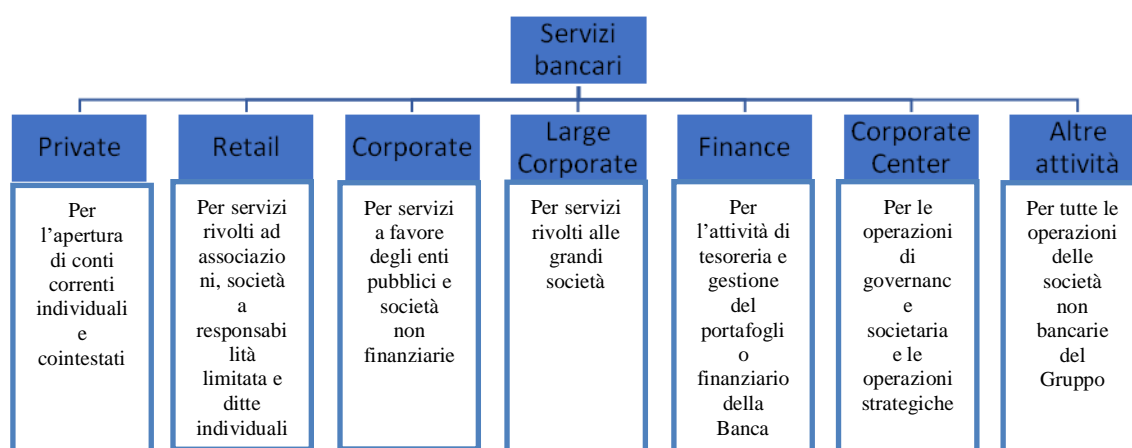 Servizi
bancari
Private
Retail
Corporate
Large
Corporate
Finance
Corporate
Center
Altre
attività
Per
l’apertura
di conti
correnti
individuali
e
cointestati
Per servizi
rivolti ad
associazio
ni, società
a
responsabi
lità
limitata e
ditte
individuali
Per servizi
a favore
degli enti
pubblici e
società
non
finanziarie
Per servizi
rivolti alle
grandi
società
Per
l’attività di
tesoreria e
gestione
del
portafogli
o
finanziario
della
Banca
Per le
operazioni
di
governanc
e
societaria
e le
operazioni
strategiche
Per tutte le
operazioni
delle
società
non
bancarie
del
Gruppo